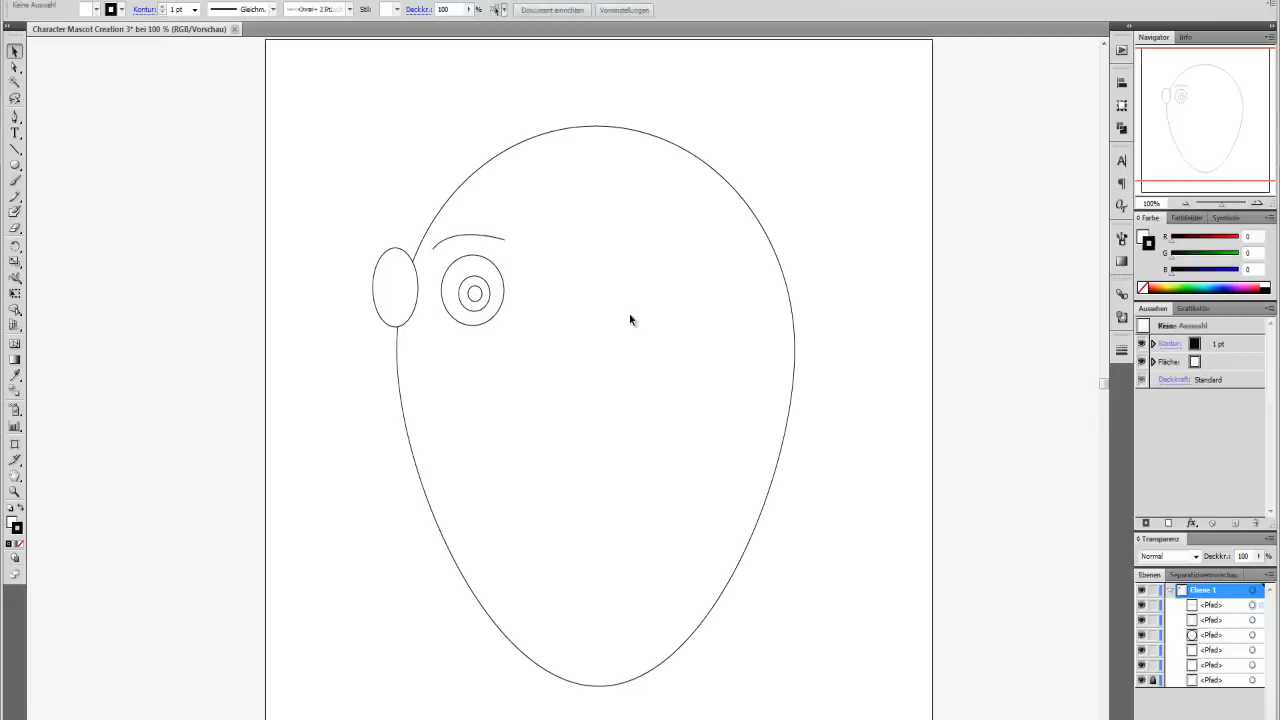 Keine Auswahl
Kontur: 1 pt Gleichm. Stil: Deckkr.: 100 % Dokument einrichten Voreinstellungen
Character Mascot Creation 3* bei 100 % (RGB/Vorschau)
Navigator Info
100%
Farbe Farbfelder Symbole
R 0
G 0
B 0
Aussehen Grafikstile
Keine Auswahl
Kontur: 1 pt
Fläche:
Deckkraft: Standard
Transparenz
Normal Deckkr.: 100 %
Ebenen Separationenvorschau
Ebene 1
<Pfad>
<Pfad>
<Pfad>
<Pfad>
<Pfad>
<Pfad>